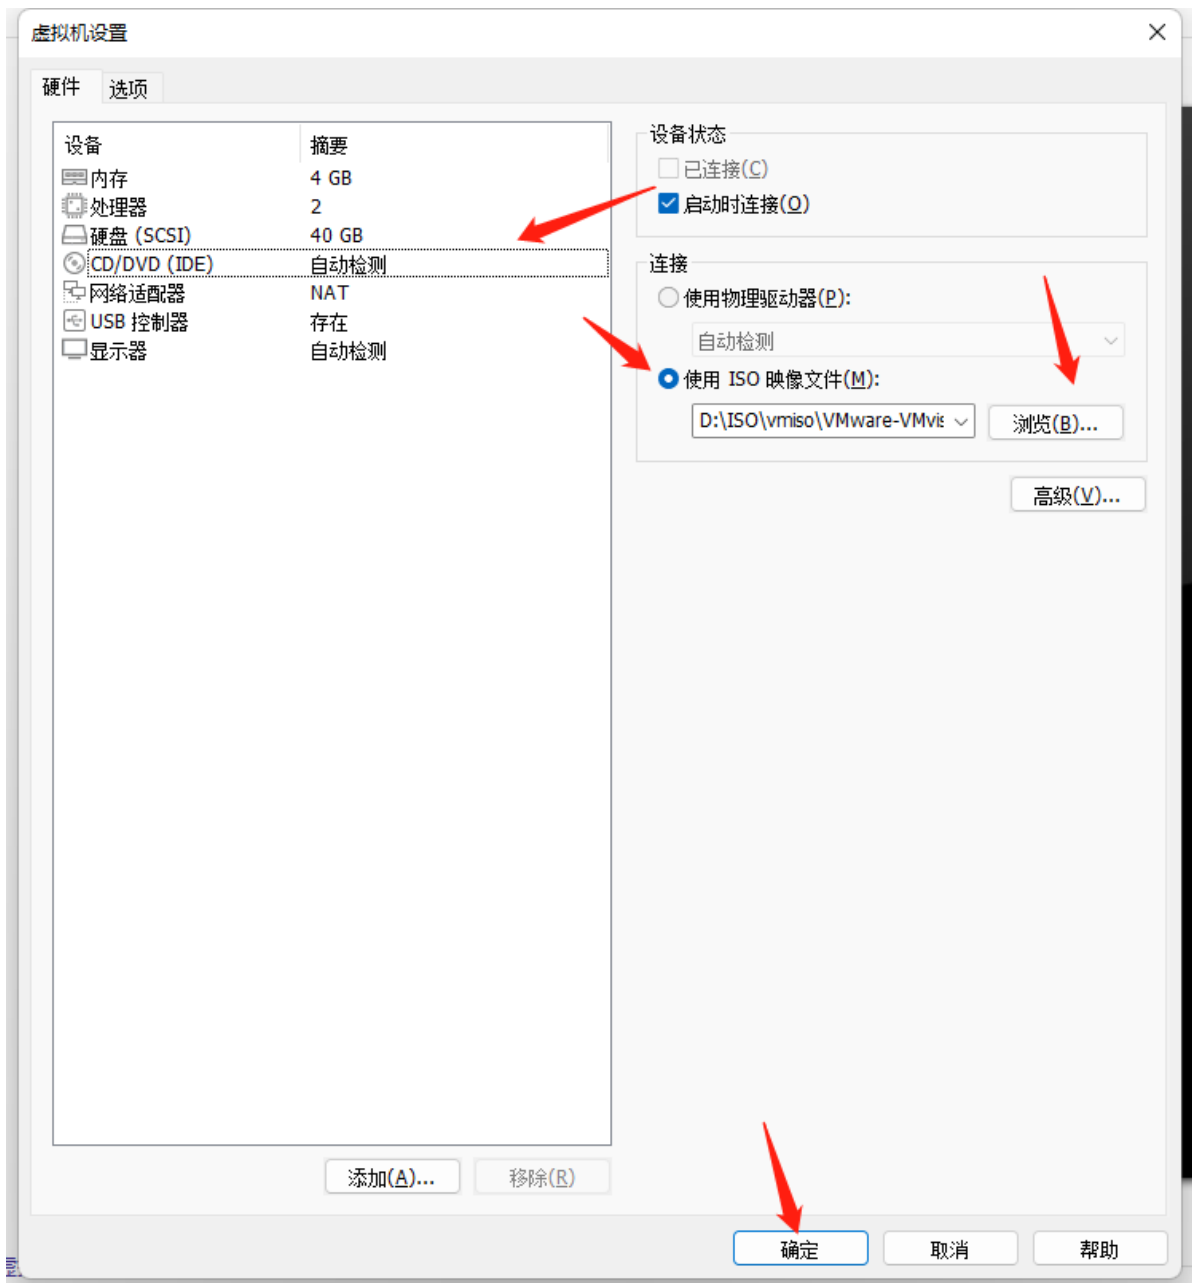 虚拟机设置
硬件 选项
设备 摘要
内存 4 GB
处理器 2
硬盘 (SCSI) 40 GB
CD/DVD (IDE) 自动检测
网络适配器 NAT
USB 控制器 存在
显示器 自动检测
设备状态
已连接(C)
启动时连接(O)
连接
使用物理驱动器(P):
自动检测
使用 ISO 映像文件(M):
D:\ISO\vmiso\VMware-VMvis
浏览(B)...
高级(V)...
添加(A)... 移除(R)
确定 取消 帮助